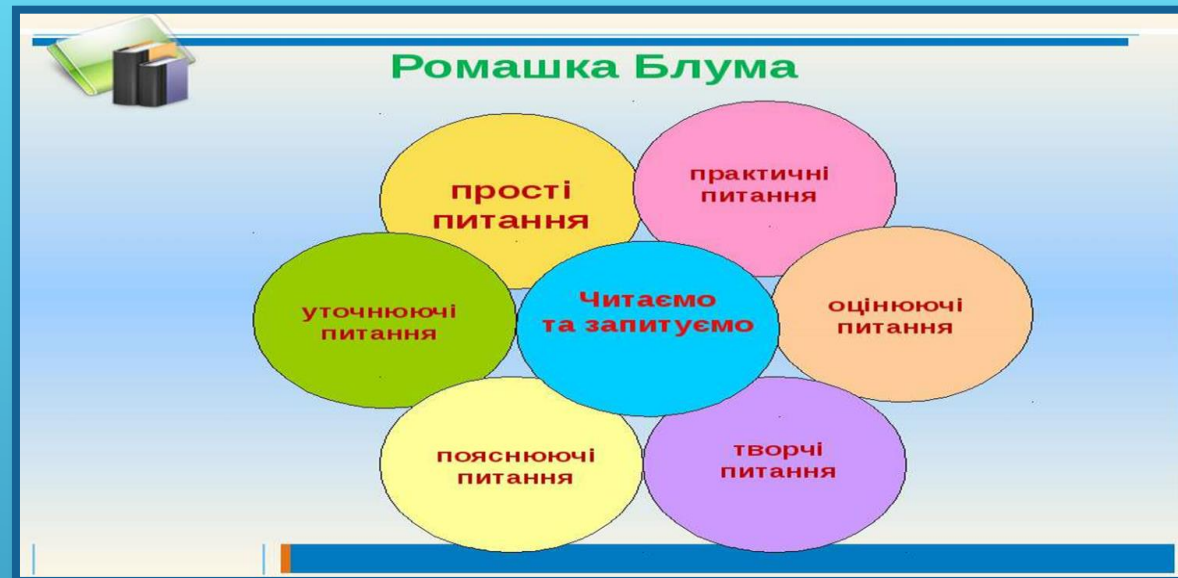 Ромашка Блума
прості
питання
практичні
питання
уточнюючі
питання
Читаємо
та запитуємо
оцінюючі
питання
пояснюючі
питання
творчі
питання